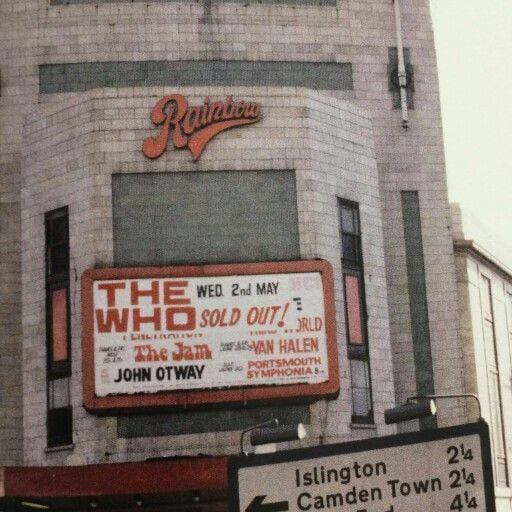 Rainbow
THE WHO
WED. 2nd MAY
SOLD OUT!
PENETRATION
The Jam
JOHN OTWAY
VAN HALEN
PORTSMOUTH
SYMPHONIA
Islington 2¼
Camden Town 2¼
4¼